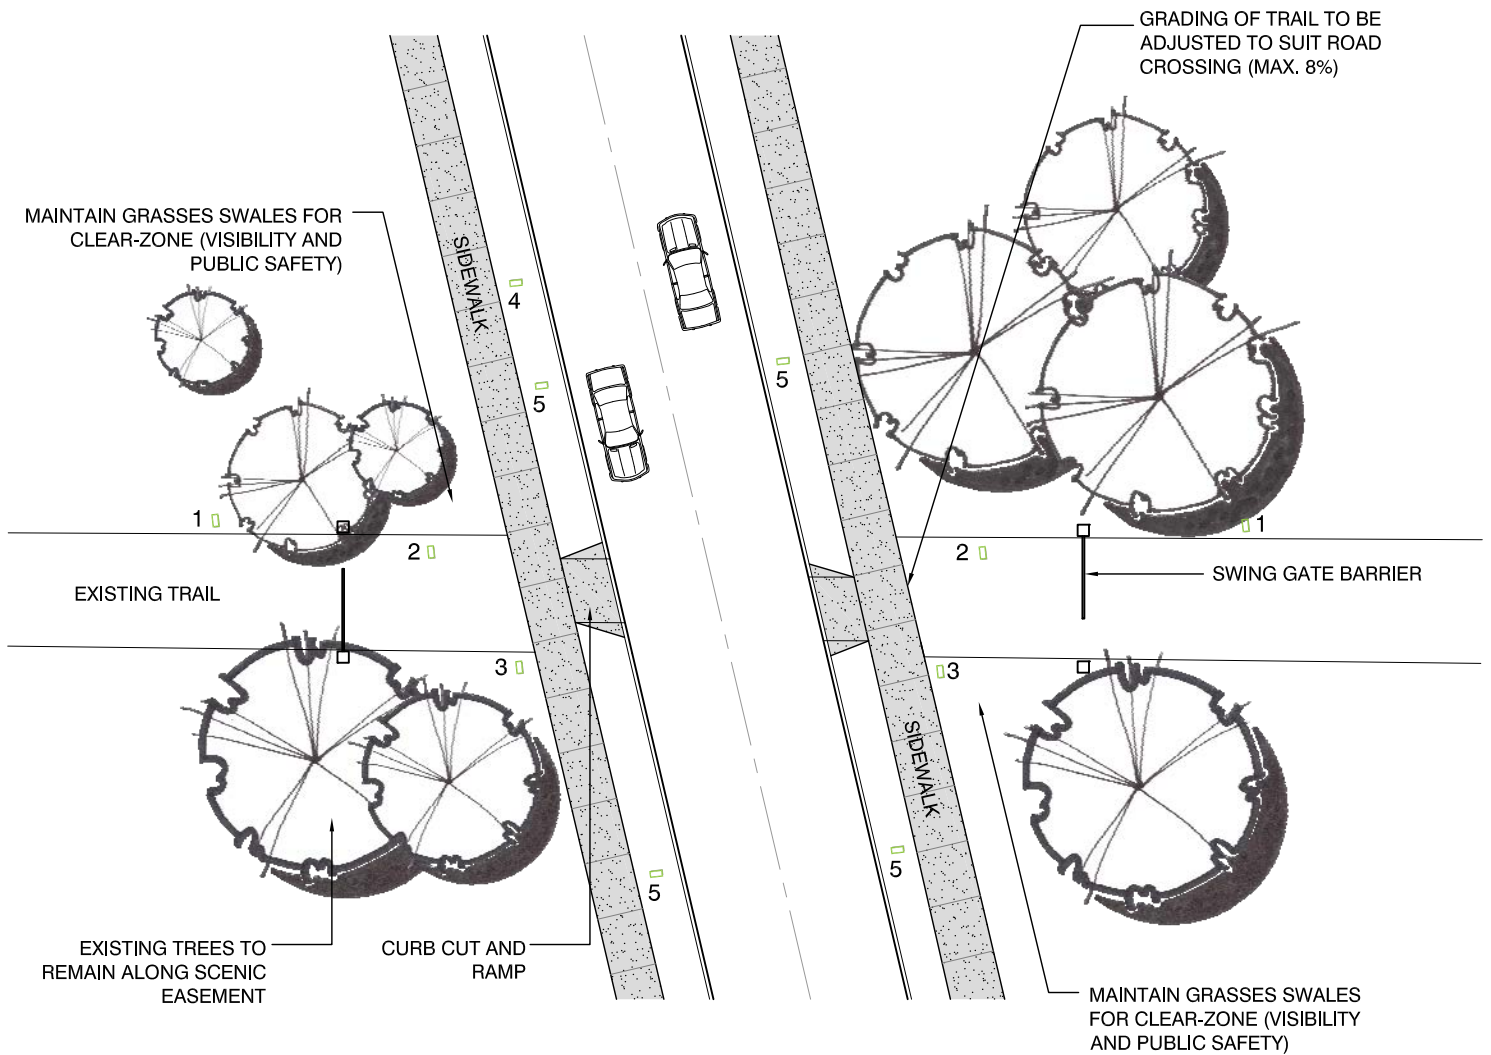 GRADING OF TRAIL TO BE
ADJUSTED TO SUIT ROAD
CROSSING (MAX. 8%)
MAINTAIN GRASSES SWALES FOR
CLEAR-ZONE (VISIBILITY AND
PUBLIC SAFETY)
SIDEWALK
4
5
5
1
2
2
1
EXISTING TRAIL
SWING GATE BARRIER
3
3
SIDEWALK
5
5
EXISTING TREES TO
REMAIN ALONG SCENIC
EASEMENT
CURB CUT AND
RAMP
MAINTAIN GRASSES SWALES
FOR CLEAR-ZONE (VISIBILITY
AND PUBLIC SAFETY)